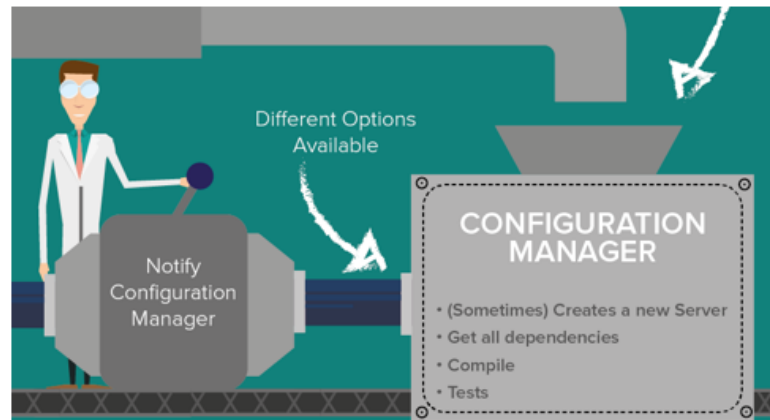 Different Options
Available
Notify
Configuration
Manager
CONFIGURATION
MANAGER
• (Sometimes) Creates a new Server
• Get all dependencies
• Compile
• Tests